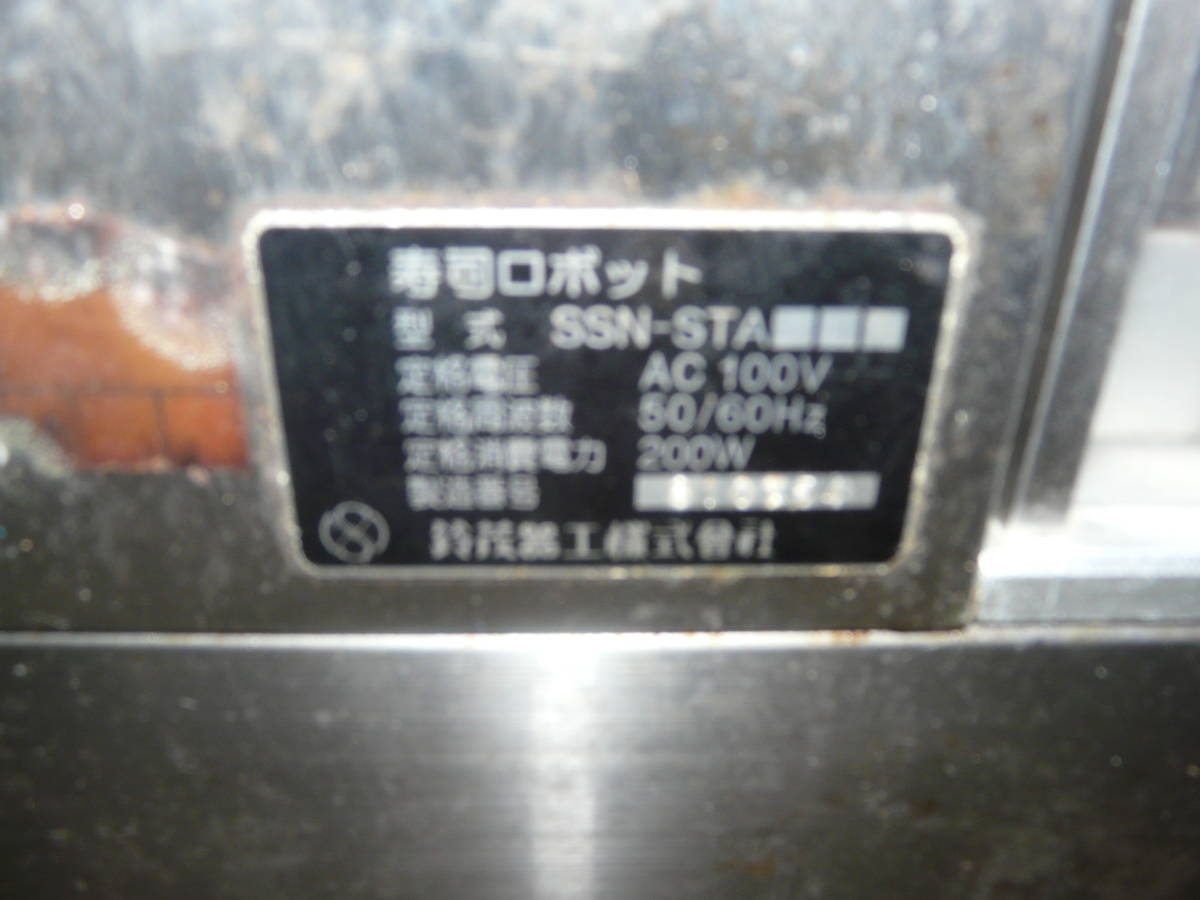 寿司ロボット
型 式 SSN-STA
定格電圧 AC 100V
定格周波数 50/60Hz
定格消費電力 200W
製造番号
鈴茂器工株式會社